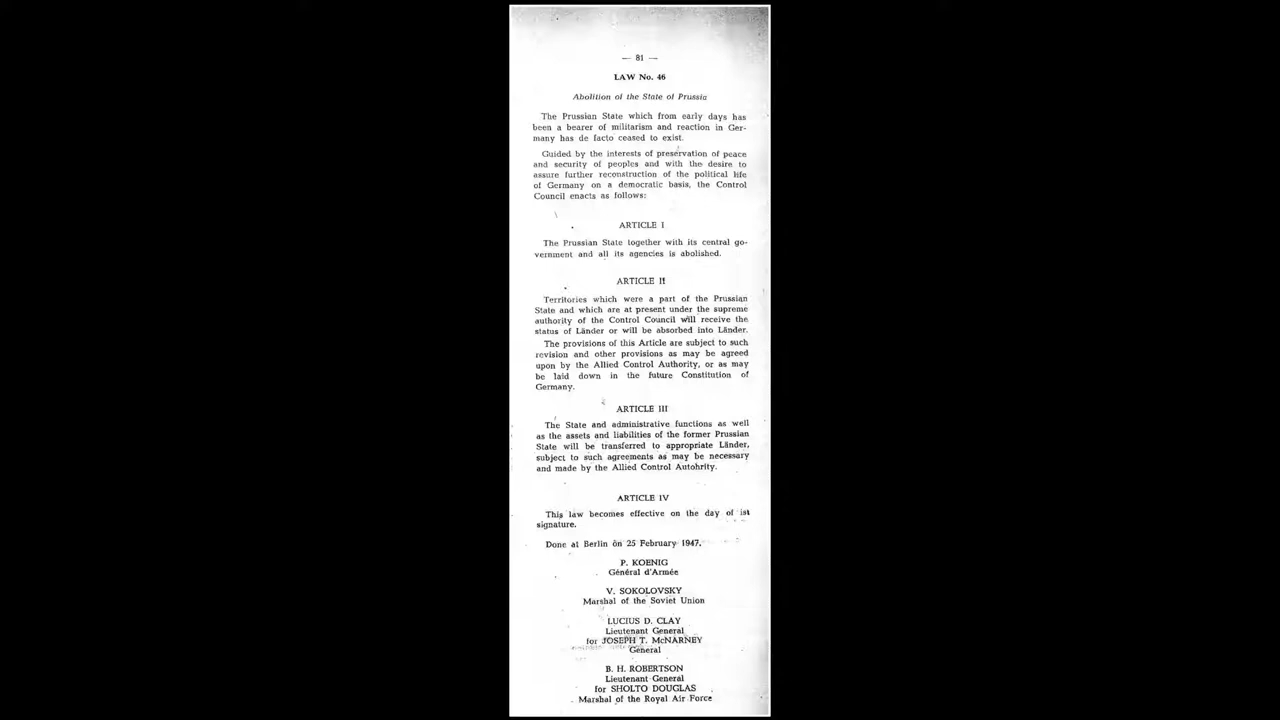 — 81 —
LAW No. 46
Abolition of the State of Prussia
The Prussian State which from early days has
been a bearer of militarism and reaction in Ger-
many has de facto ceased to exist.
Guided by the interests of preservation of peace
and security of peoples and with the desire to
assure further reconstruction of the political life
of Germany on a democratic basis, the Control
Council enacts as follows:
ARTICLE I
The Prussian State together with its central go-
vernment and all its agencies is abolished.
ARTICLE II
Territories which were a part of the Prussian
State and which are at present under the supreme
authority of the Control Council will receive the
status of Länder or will be absorbed into Länder.
The provisions of this Article are subject to such
revision and other provisions as may be agreed
upon by the Allied Control Authority, or as may
be laid down in the future Constitution of
Germany.
ARTICLE III
The State and administrative functions as well
as the assets and liabilities of the former Prussian
State will be transferred to appropriate Länder,
subject to such agreements as may be necessary
and made by the Allied Control Autohrity.
ARTICLE IV
This law becomes effective on the day of ist
signature.
Done at Berlin on 25 February 1947.
P. KOENIG
Général d'Armée
V. SOKOLOVSKY
Marshal of the Soviet Union
LUCIUS D. CLAY
Lieutenant General
for JOSEPH T. McNARNEY
General
B. H. ROBERTSON
Lieutenant General
for SHOLTO DOUGLAS
Marshal of the Royal Air Force